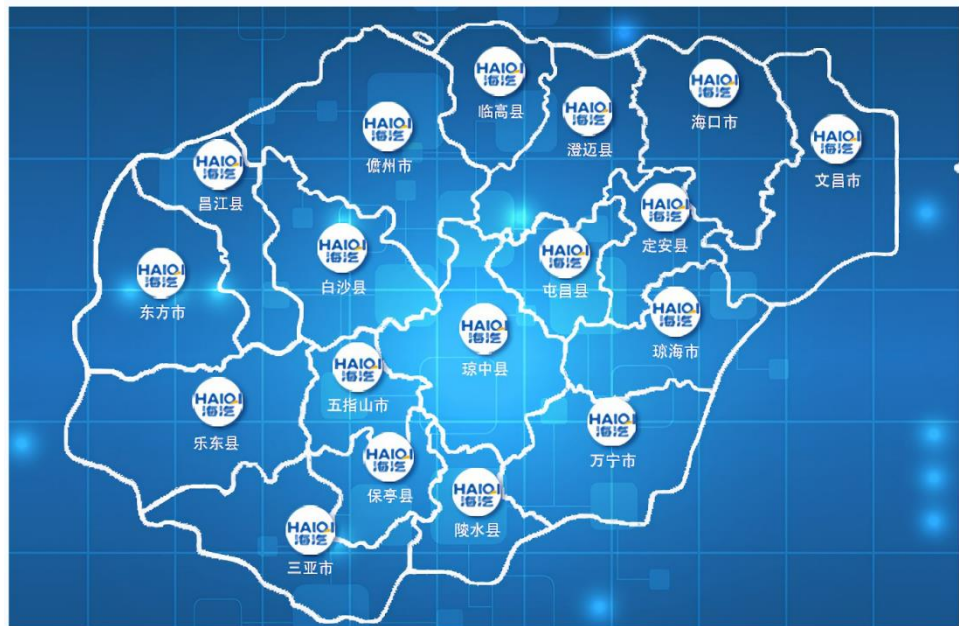 HAIQI
海汽
临高县
HAIQI
海汽
海口市
HAIQI
海汽
澄迈县
HAIQI
海汽
儋州市
HAIQI
海汽
文昌市
HAIQI
海汽
昌江县
HAIQI
海汽
定安县
HAIQI
海汽
白沙县
HAIQI
海汽
屯昌县
HAIQI
海汽
东方市
HAIQI
海汽
琼海市
HAIQI
海汽
琼中县
HAIQI
海汽
五指山市
HAIQI
海汽
乐东县
HAIQI
海汽
万宁市
HAIQI
海汽
保亭县
HAIQI
海汽
陵水县
HAIQI
海汽
三亚市